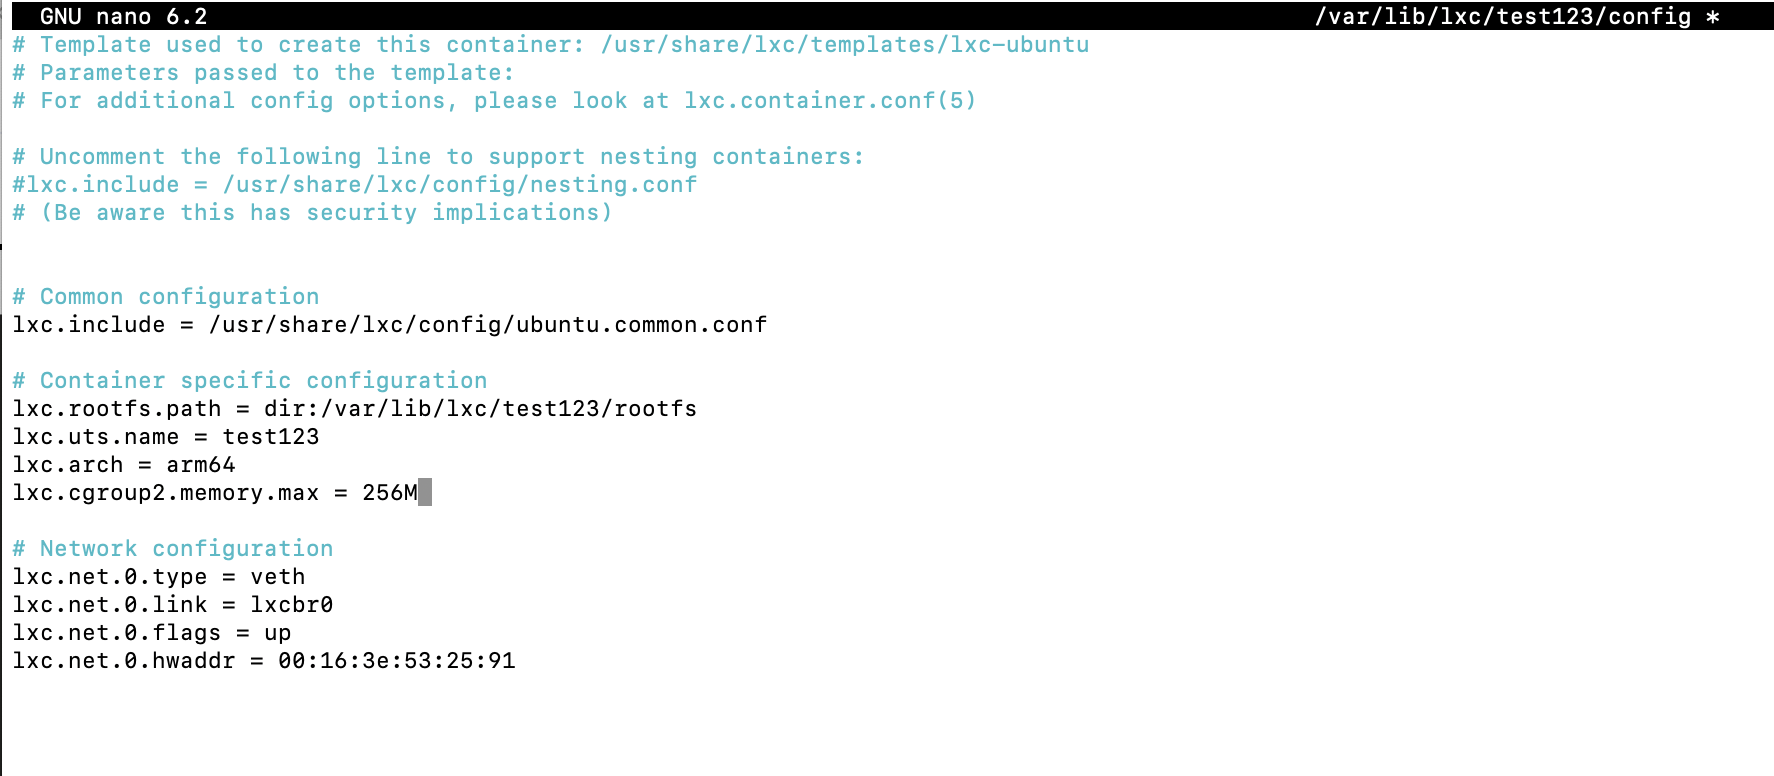 GNU nano 6.2 /var/lib/lxc/test123/config *
# Template used to create this container: /usr/share/lxc/templates/lxc-ubuntu
# Parameters passed to the template:
# For additional config options, please look at lxc.container.conf(5)
# Uncomment the following line to support nesting containers:
#lxc.include = /usr/share/lxc/config/nesting.conf
# (Be aware this has security implications)
# Common configuration
lxc.include = /usr/share/lxc/config/ubuntu.common.conf
# Container specific configuration
lxc.rootfs.path = dir:/var/lib/lxc/test123/rootfs
lxc.uts.name = test123
lxc.arch = arm64
lxc.cgroup2.memory.max = 256M
# Network configuration
lxc.net.0.type = veth
lxc.net.0.link = lxcbr0
lxc.net.0.flags = up
lxc.net.0.hwaddr = 00:16:3e:53:25:91